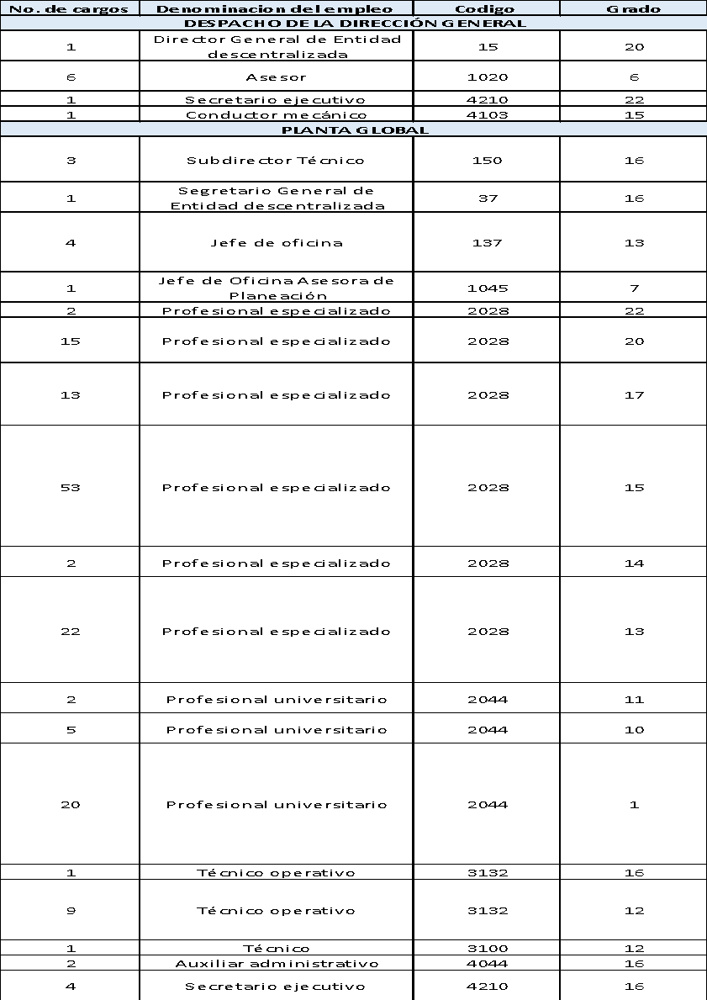 No. de cargos Denominacion del empleo Codigo Grado
DESPACHO DE LA DIRECCIÓN GENERAL
1 Director General de Entidad descentralizada 15 20
6 Asesor 1020 6
1 Secretario ejecutivo 4210 22
1 Conductor mecánico 4103 15
PLANTA GLOBAL
3 Subdirector Técnico 150 16
1 Segretario General de Entidad descentralizada 37 16
4 Jefe de oficina 137 13
1 Jefe de Oficina Asesora de Planeación 1045 7
2 Profesional especializado 2028 22
15 Profesional especializado 2028 20
13 Profesional especializado 2028 17
53 Profesional especializado 2028 15
2 Profesional especializado 2028 14
22 Profesional especializado 2028 13
2 Profesional universitario 2044 11
5 Profesional universitario 2044 10
20 Profesional universitario 2044 1
1 Técnico operativo 3132 16
9 Técnico operativo 3132 12
1 Técnico 3100 12
2 Auxiliar administrativo 4044 16
4 Secretario ejecutivo 4210 16